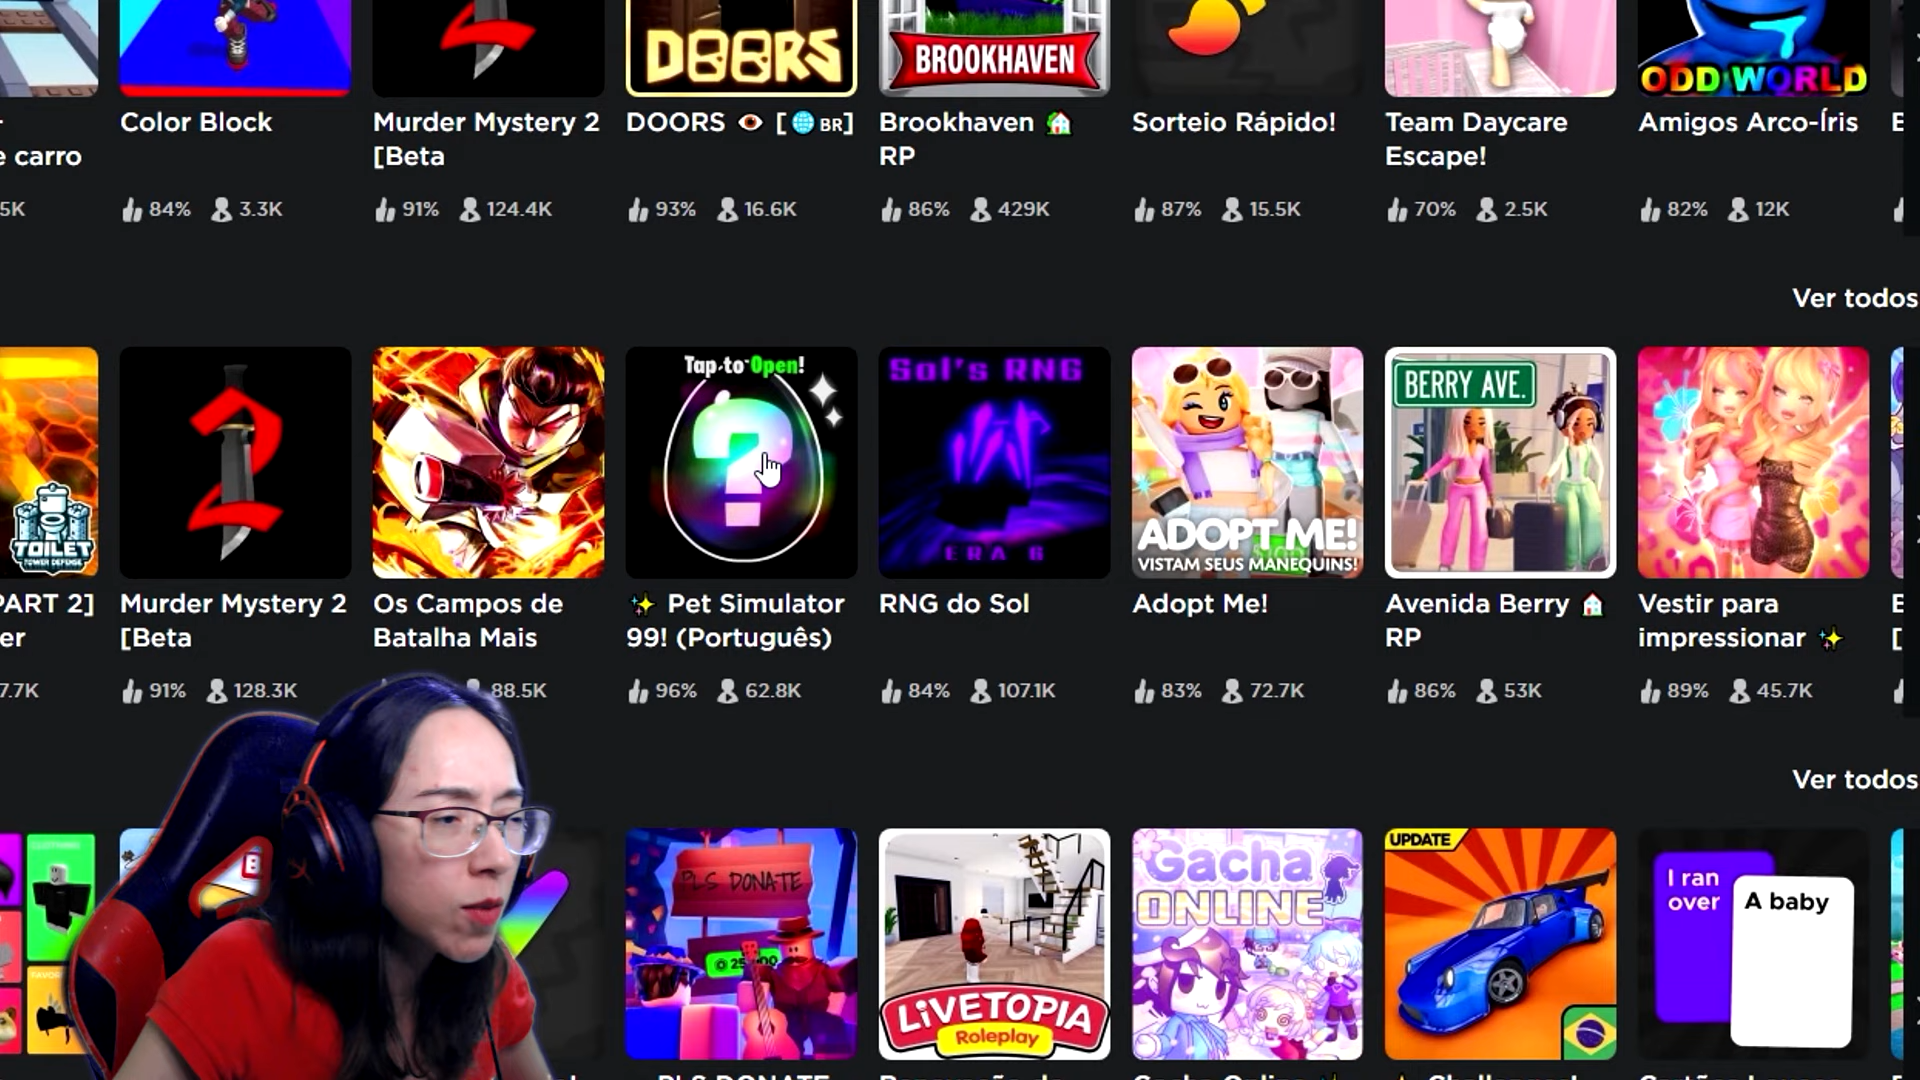 DOORS
BROOKHAVEN
ODD WORLD
e carro
Color Block
Murder Mystery 2
[Beta
DOORS 👁 [🌐BR]
Brookhaven 🏡
RP
Sorteio Rápido!
Team Daycare
Escape!
Amigos Arco-Íris
5K
84% 3.3K
91% 124.4K
93% 16.6K
86% 429K
87% 15.5K
70% 2.5K
82% 12K
Ver todos
TOILET
TOWER DEFENSE
2
Tap to Open!
?
Sol's RNG
ERA 6
ADOPT ME!
VISTAM SEUS MANEQUINS!
BERRY AVE.
PART 2]
er
Murder Mystery 2
[Beta
Os Campos de
Batalha Mais
✨ Pet Simulator
99! (Português)
RNG do Sol
Adopt Me!
Avenida Berry 🏠
RP
Vestir para
impressionar ✨
7.7K
91% 128.3K
88.5K
96% 62.8K
84% 107.1K
83% 72.7K
86% 53K
89% 45.7K
Ver todos
PLS DONATE
LIVETOPIA
Roleplay
Gacha
ONLINE
UPDATE
I ran
over
A baby
PLS DONATE